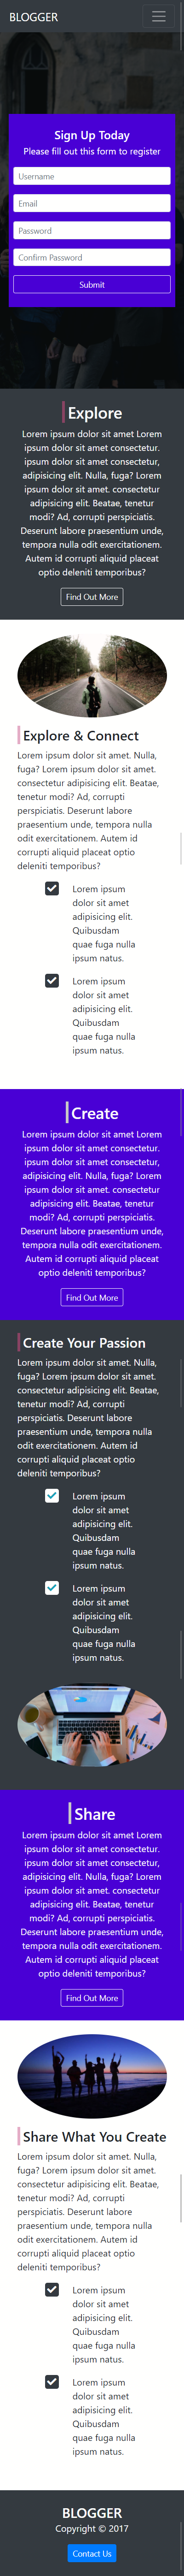 BLOGGER
Sign Up Today
Please fill out this form to register
Username
Email
Password
Confirm Password
Submit
Explore
Lorem ipsum dolor sit amet Lorem
ipsum dolor sit amet consectetur.
ipsum dolor sit amet consectetur,
adipisicing elit. Nulla, fuga? Lorem
ipsum dolor sit amet. consectetur
adipisicing elit. Beatae, tenetur
modi? Ad, corrupti perspiciatis.
Deserunt labore praesentium unde,
tempora nulla odit exercitationem.
Autem id corrupti aliquid placeat
optio deleniti temporibus?
Find Out More
Explore & Connect
Lorem ipsum dolor sit amet. Nulla,
fuga? Lorem ipsum dolor sit amet.
consectetur adipisicing elit. Beatae,
tenetur modi? Ad, corrupti
perspiciatis. Deserunt labore
praesentium unde, tempora nulla
odit exercitationem. Autem id
corrupti aliquid placeat optio
deleniti temporibus?
Lorem ipsum
dolor sit amet
adipisicing elit.
Quibusdam
quae fuga nulla
ipsum natus.
Lorem ipsum
dolor sit amet
adipisicing elit.
Quibusdam
quae fuga nulla
ipsum natus.
Create
Lorem ipsum dolor sit amet Lorem
ipsum dolor sit amet consectetur.
ipsum dolor sit amet consectetur,
adipisicing elit. Nulla, fuga? Lorem
ipsum dolor sit amet. consectetur
adipisicing elit. Beatae, tenetur
modi? Ad, corrupti perspiciatis.
Deserunt labore praesentium unde,
tempora nulla odit exercitationem.
Autem id corrupti aliquid placeat
optio deleniti temporibus?
Find Out More
Create Your Passion
Lorem ipsum dolor sit amet. Nulla,
fuga? Lorem ipsum dolor sit amet.
consectetur adipisicing elit. Beatae,
tenetur modi? Ad, corrupti
perspiciatis. Deserunt labore
praesentium unde, tempora nulla
odit exercitationem. Autem id
corrupti aliquid placeat optio
deleniti temporibus?
Lorem ipsum
dolor sit amet
adipisicing elit.
Quibusdam
quae fuga nulla
ipsum natus.
Lorem ipsum
dolor sit amet
adipisicing elit.
Quibusdam
quae fuga nulla
ipsum natus.
Share
Lorem ipsum dolor sit amet Lorem
ipsum dolor sit amet consectetur.
ipsum dolor sit amet consectetur,
adipisicing elit. Nulla, fuga? Lorem
ipsum dolor sit amet. consectetur
adipisicing elit. Beatae, tenetur
modi? Ad, corrupti perspiciatis.
Deserunt labore praesentium unde,
tempora nulla odit exercitationem.
Autem id corrupti aliquid placeat
optio deleniti temporibus?
Find Out More
Share What You Create
Lorem ipsum dolor sit amet. Nulla,
fuga? Lorem ipsum dolor sit amet.
consectetur adipisicing elit. Beatae,
tenetur modi? Ad, corrupti
perspiciatis. Deserunt labore
praesentium unde, tempora nulla
odit exercitationem. Autem id
corrupti aliquid placeat optio
deleniti temporibus?
Lorem ipsum
dolor sit amet
adipisicing elit.
Quibusdam
quae fuga nulla
ipsum natus.
Lorem ipsum
dolor sit amet
adipisicing elit.
Quibusdam
quae fuga nulla
ipsum natus.
BLOGGER
Copyright © 2017
Contact Us